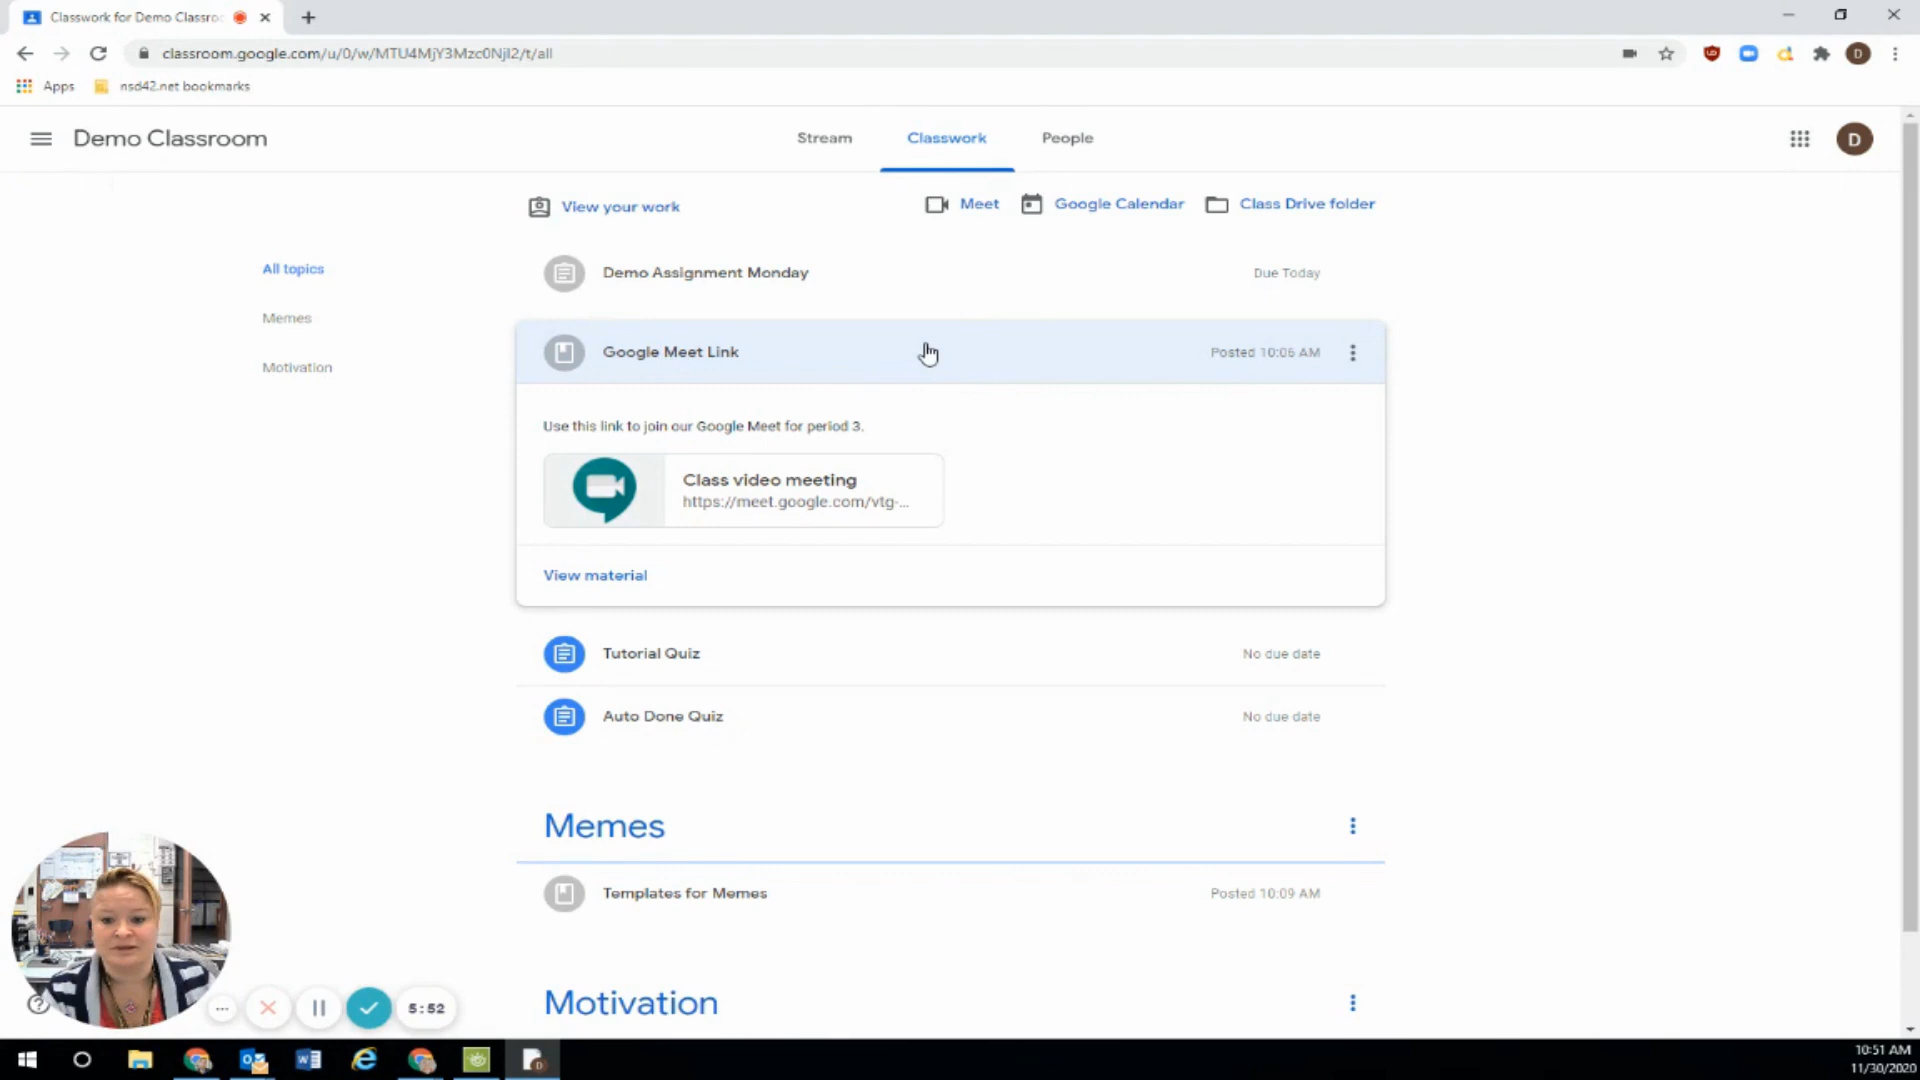 Classwork for Demo Classro
classroom.google.com/u/0/w/MTU4MjY3Mzc0Njl2/t/all
D
Apps
nsd42.net bookmarks
Demo Classroom
Stream
Classwork
People
D
View your work
Meet
Google Calendar
Class Drive folder
All topics
Memes
Motivation
Demo Assignment Monday
Due Today
Google Meet Link
Posted 10:06 AM
Use this link to join our Google Meet for period 3.
Class video meeting
https://meet.google.com/vtg-...
View material
Tutorial Quiz
No due date
Auto Done Quiz
No due date
Memes
Templates for Memes
Posted 10:09 AM
Motivation
5:52
10:51 AM
11/30/2020